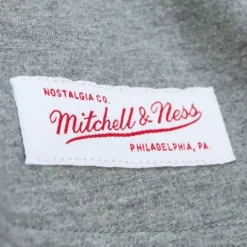 NOSTALGIA CO.
Mitchell & Ness
PHILADELPHIA, PA.